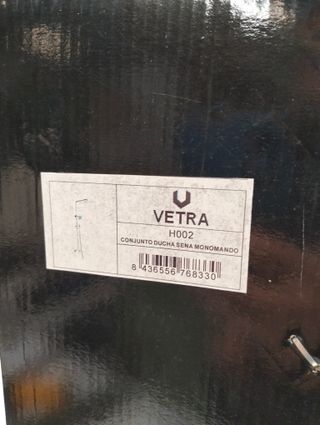 VETRA
H002
CONJUNTO DUCHA SENA MONOMANDO
8 436556 768330